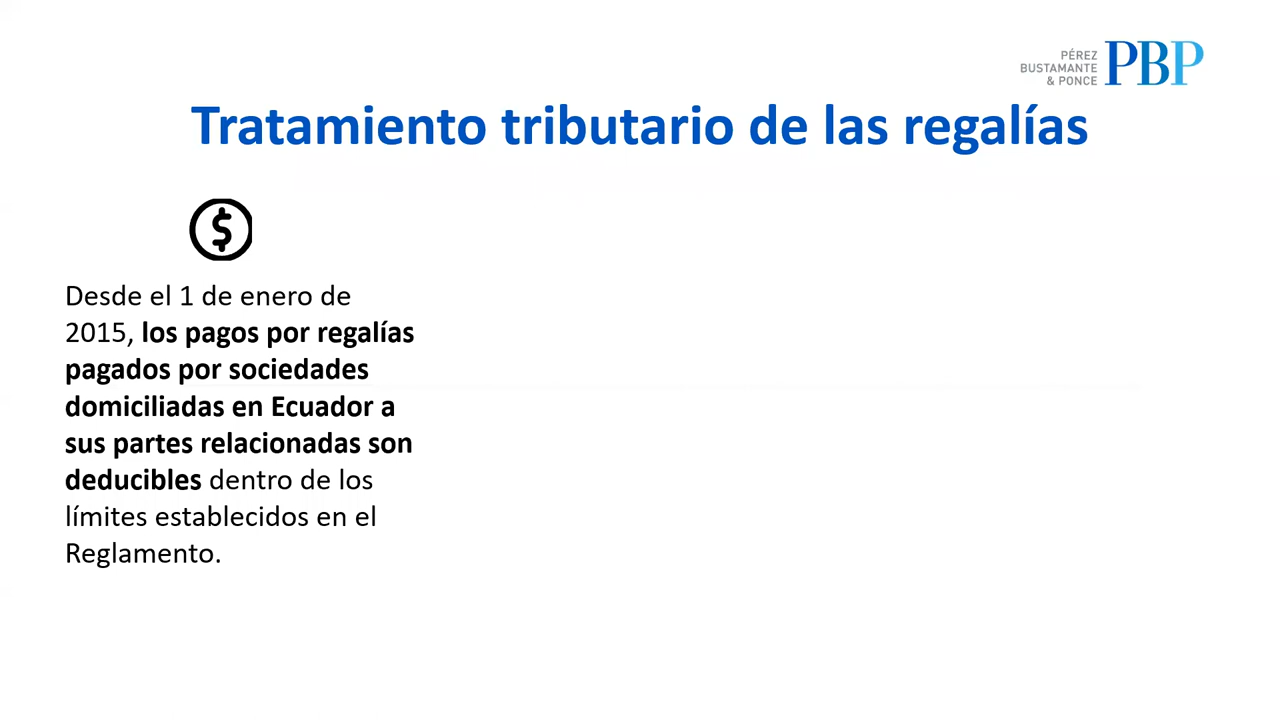 PÉREZ
BUSTAMANTE
& PONCE
PBP
Tratamiento tributario de las regalías
$
Desde el 1 de enero de
2015, los pagos por regalías
pagados por sociedades
domiciliadas en Ecuador a
sus partes relacionadas son
deducibles dentro de los
límites establecidos en el
Reglamento.